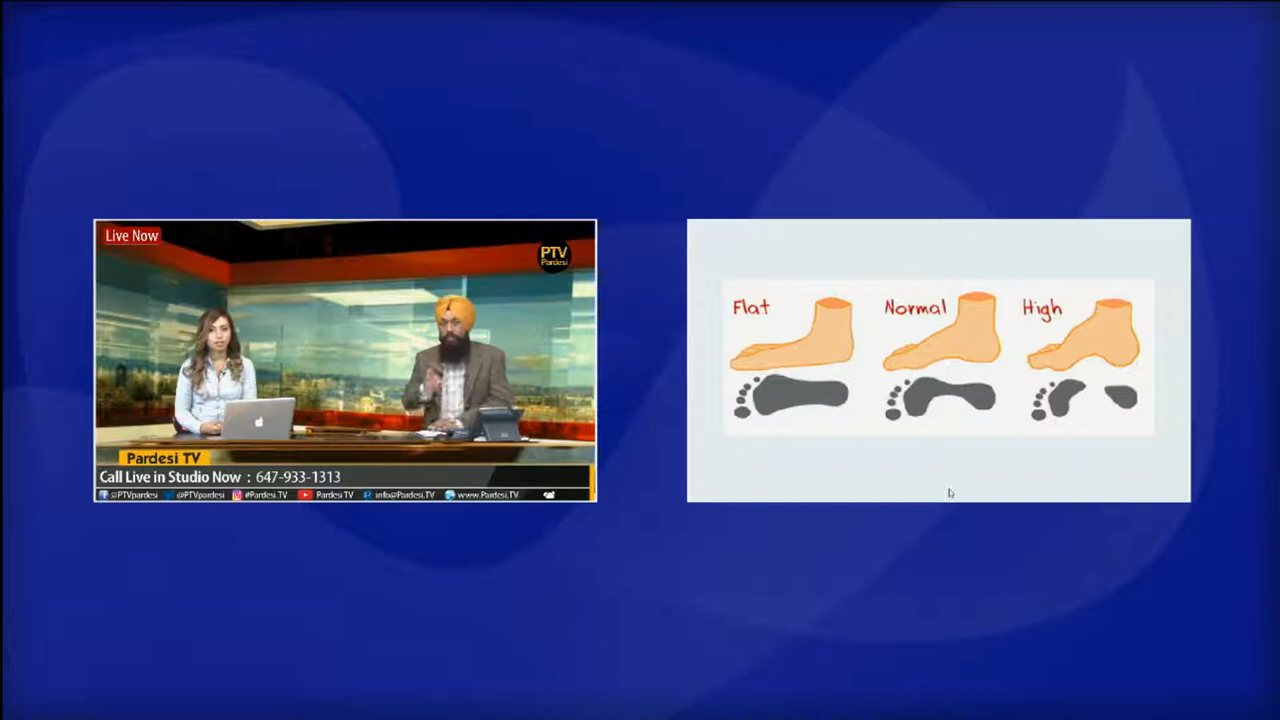 Live Now
PTV
Pardesi
Pardesi TV
Call Live in Studio Now : 647-933-1313
@PTVpardesi @PTVpardesi #Pardesi.TV Pardesi TV info@Pardesi.TV www.Pardesi.TV
Flat Normal High